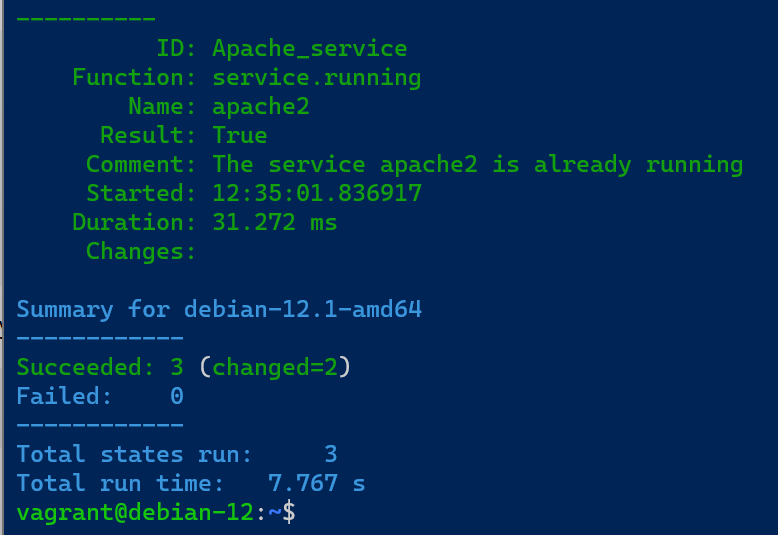 ----------
          ID: Apache_service
    Function: service.running
        Name: apache2
      Result: True
     Comment: The service apache2 is already running
     Started: 12:35:01.836917
    Duration: 31.272 ms
     Changes:

Summary for debian-12.1-amd64
------------
Succeeded: 3 (changed=2)
Failed:    0
------------
Total states run:     3
Total run time:   7.767 s
vagrant@debian-12:~$